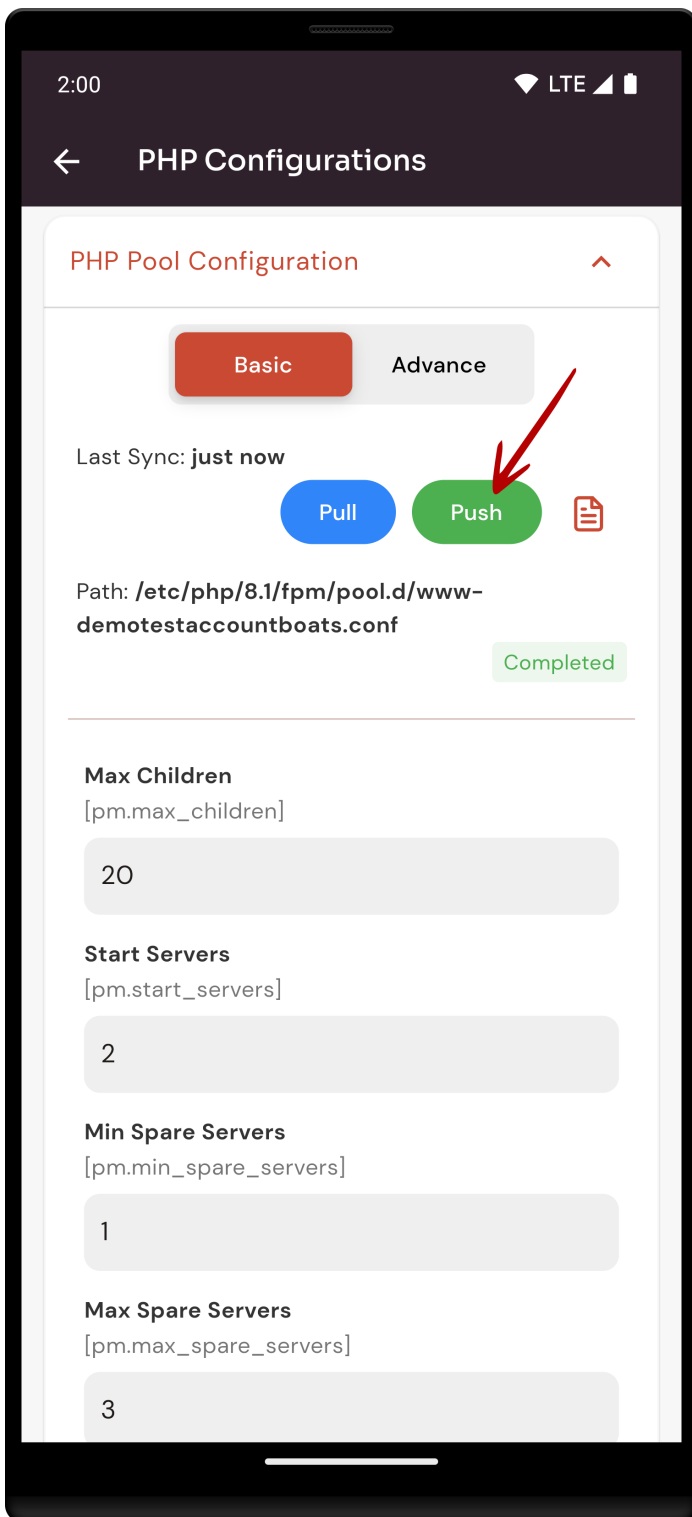 2:00
LTE
PHP Configurations
PHP Pool Configuration
Basic
Advance
Last Sync: just now
Pull
Push
Path: /etc/php/8.1/fpm/pool.d/www-
demotestaccountboats.conf
Completed
Max Children
[pm.max_children]
20
Start Servers
[pm.start_servers]
2
Min Spare Servers
[pm.min_spare_servers]
1
Max Spare Servers
[pm.max_spare_servers]
3